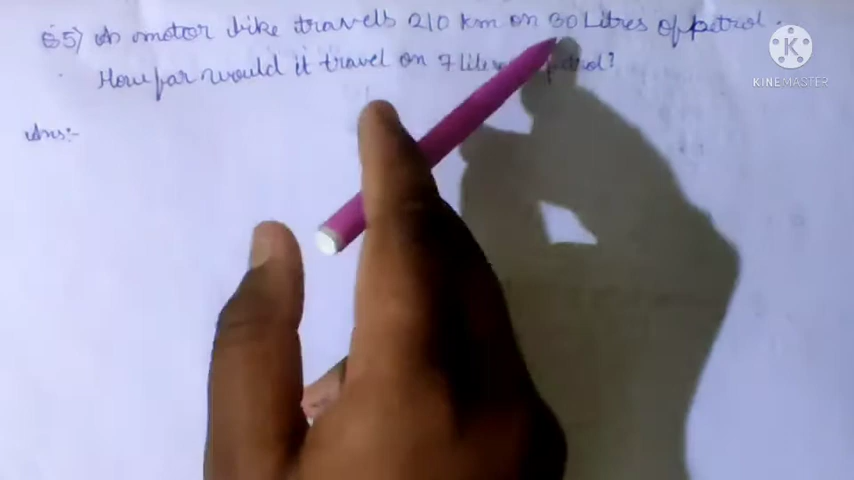 Q5) A motor bike travels 210 km on 30 Litres of petrol.
How far would it travel on 7 petrol?
Ans:-
K
KINEMASTER